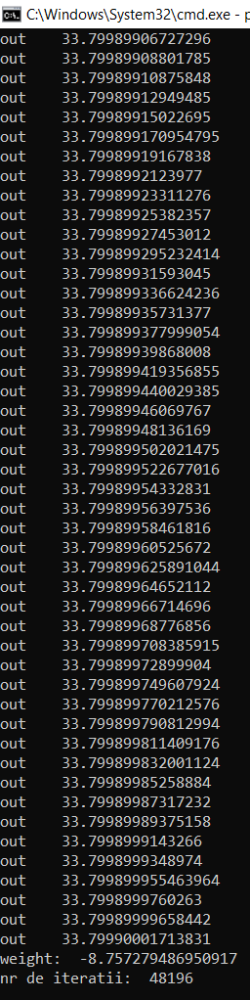 C:\Windows\System32\cmd.exe - p
out 33.79989906727296
out 33.79989908801785
out 33.79989910875848
out 33.79989912949485
out 33.79989915022695
out 33.799899170954795
out 33.79989919167838
out 33.7998992123977
out 33.79989923311276
out 33.79989925382357
out 33.79989927453012
out 33.799899295232414
out 33.79989931593045
out 33.799899336624236
out 33.79989935731377
out 33.799899377999054
out 33.79989939868008
out 33.799899419356855
out 33.799899440029385
out 33.79989946069767
out 33.79989948136169
out 33.799899502021475
out 33.799899522677016
out 33.79989954332831
out 33.79989956397536
out 33.79989958461816
out 33.79989960525672
out 33.799899625891044
out 33.79989964652112
out 33.79989966714696
out 33.79989968776856
out 33.799899708385915
out 33.79989972899904
out 33.799899749607924
out 33.799899770212576
out 33.799899790812994
out 33.799899811409176
out 33.799899832001124
out 33.79989985258884
out 33.79989987317232
out 33.79989989375158
out 33.7998999143266
out 33.7998999348974
out 33.799899955463964
out 33.7998999760263
out 33.79989999658442
out 33.79990001713831
weight: -8.757279486950917
nr de iteratii: 48196